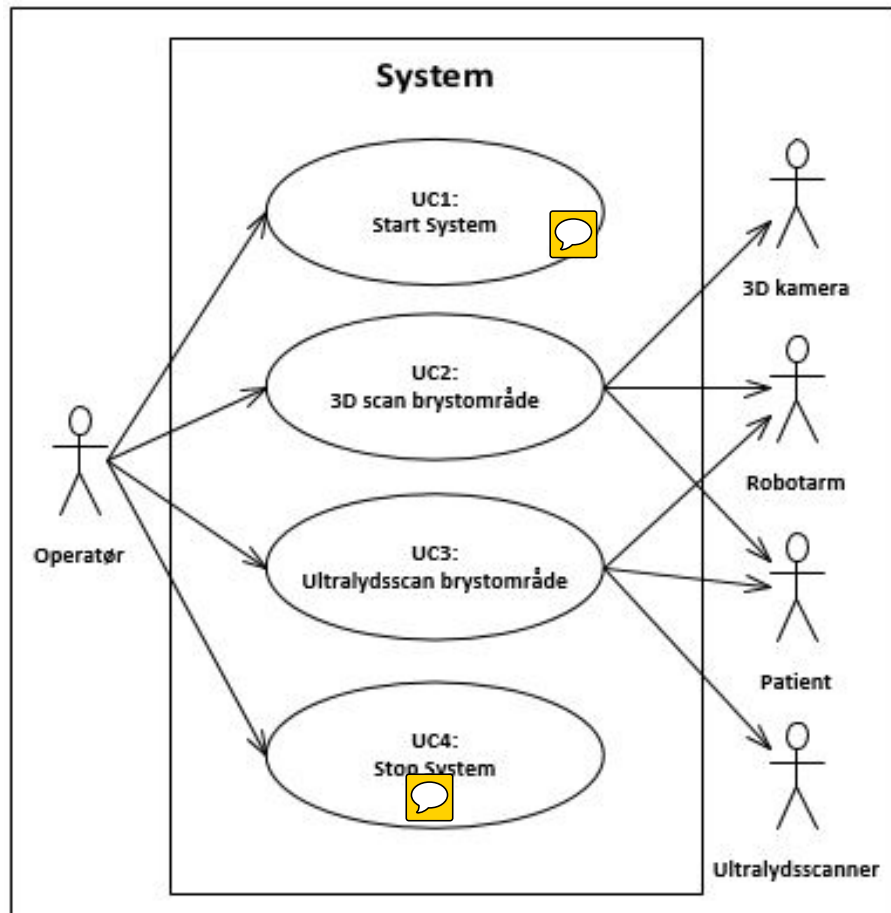 System
UC1:
Start System
3D kamera
UC2:
3D scan brystområde
Robotarm
Operatør
UC3:
Ultralydsscan brystområde
Patient
UC4:
Stop System
Ultralydsscanner